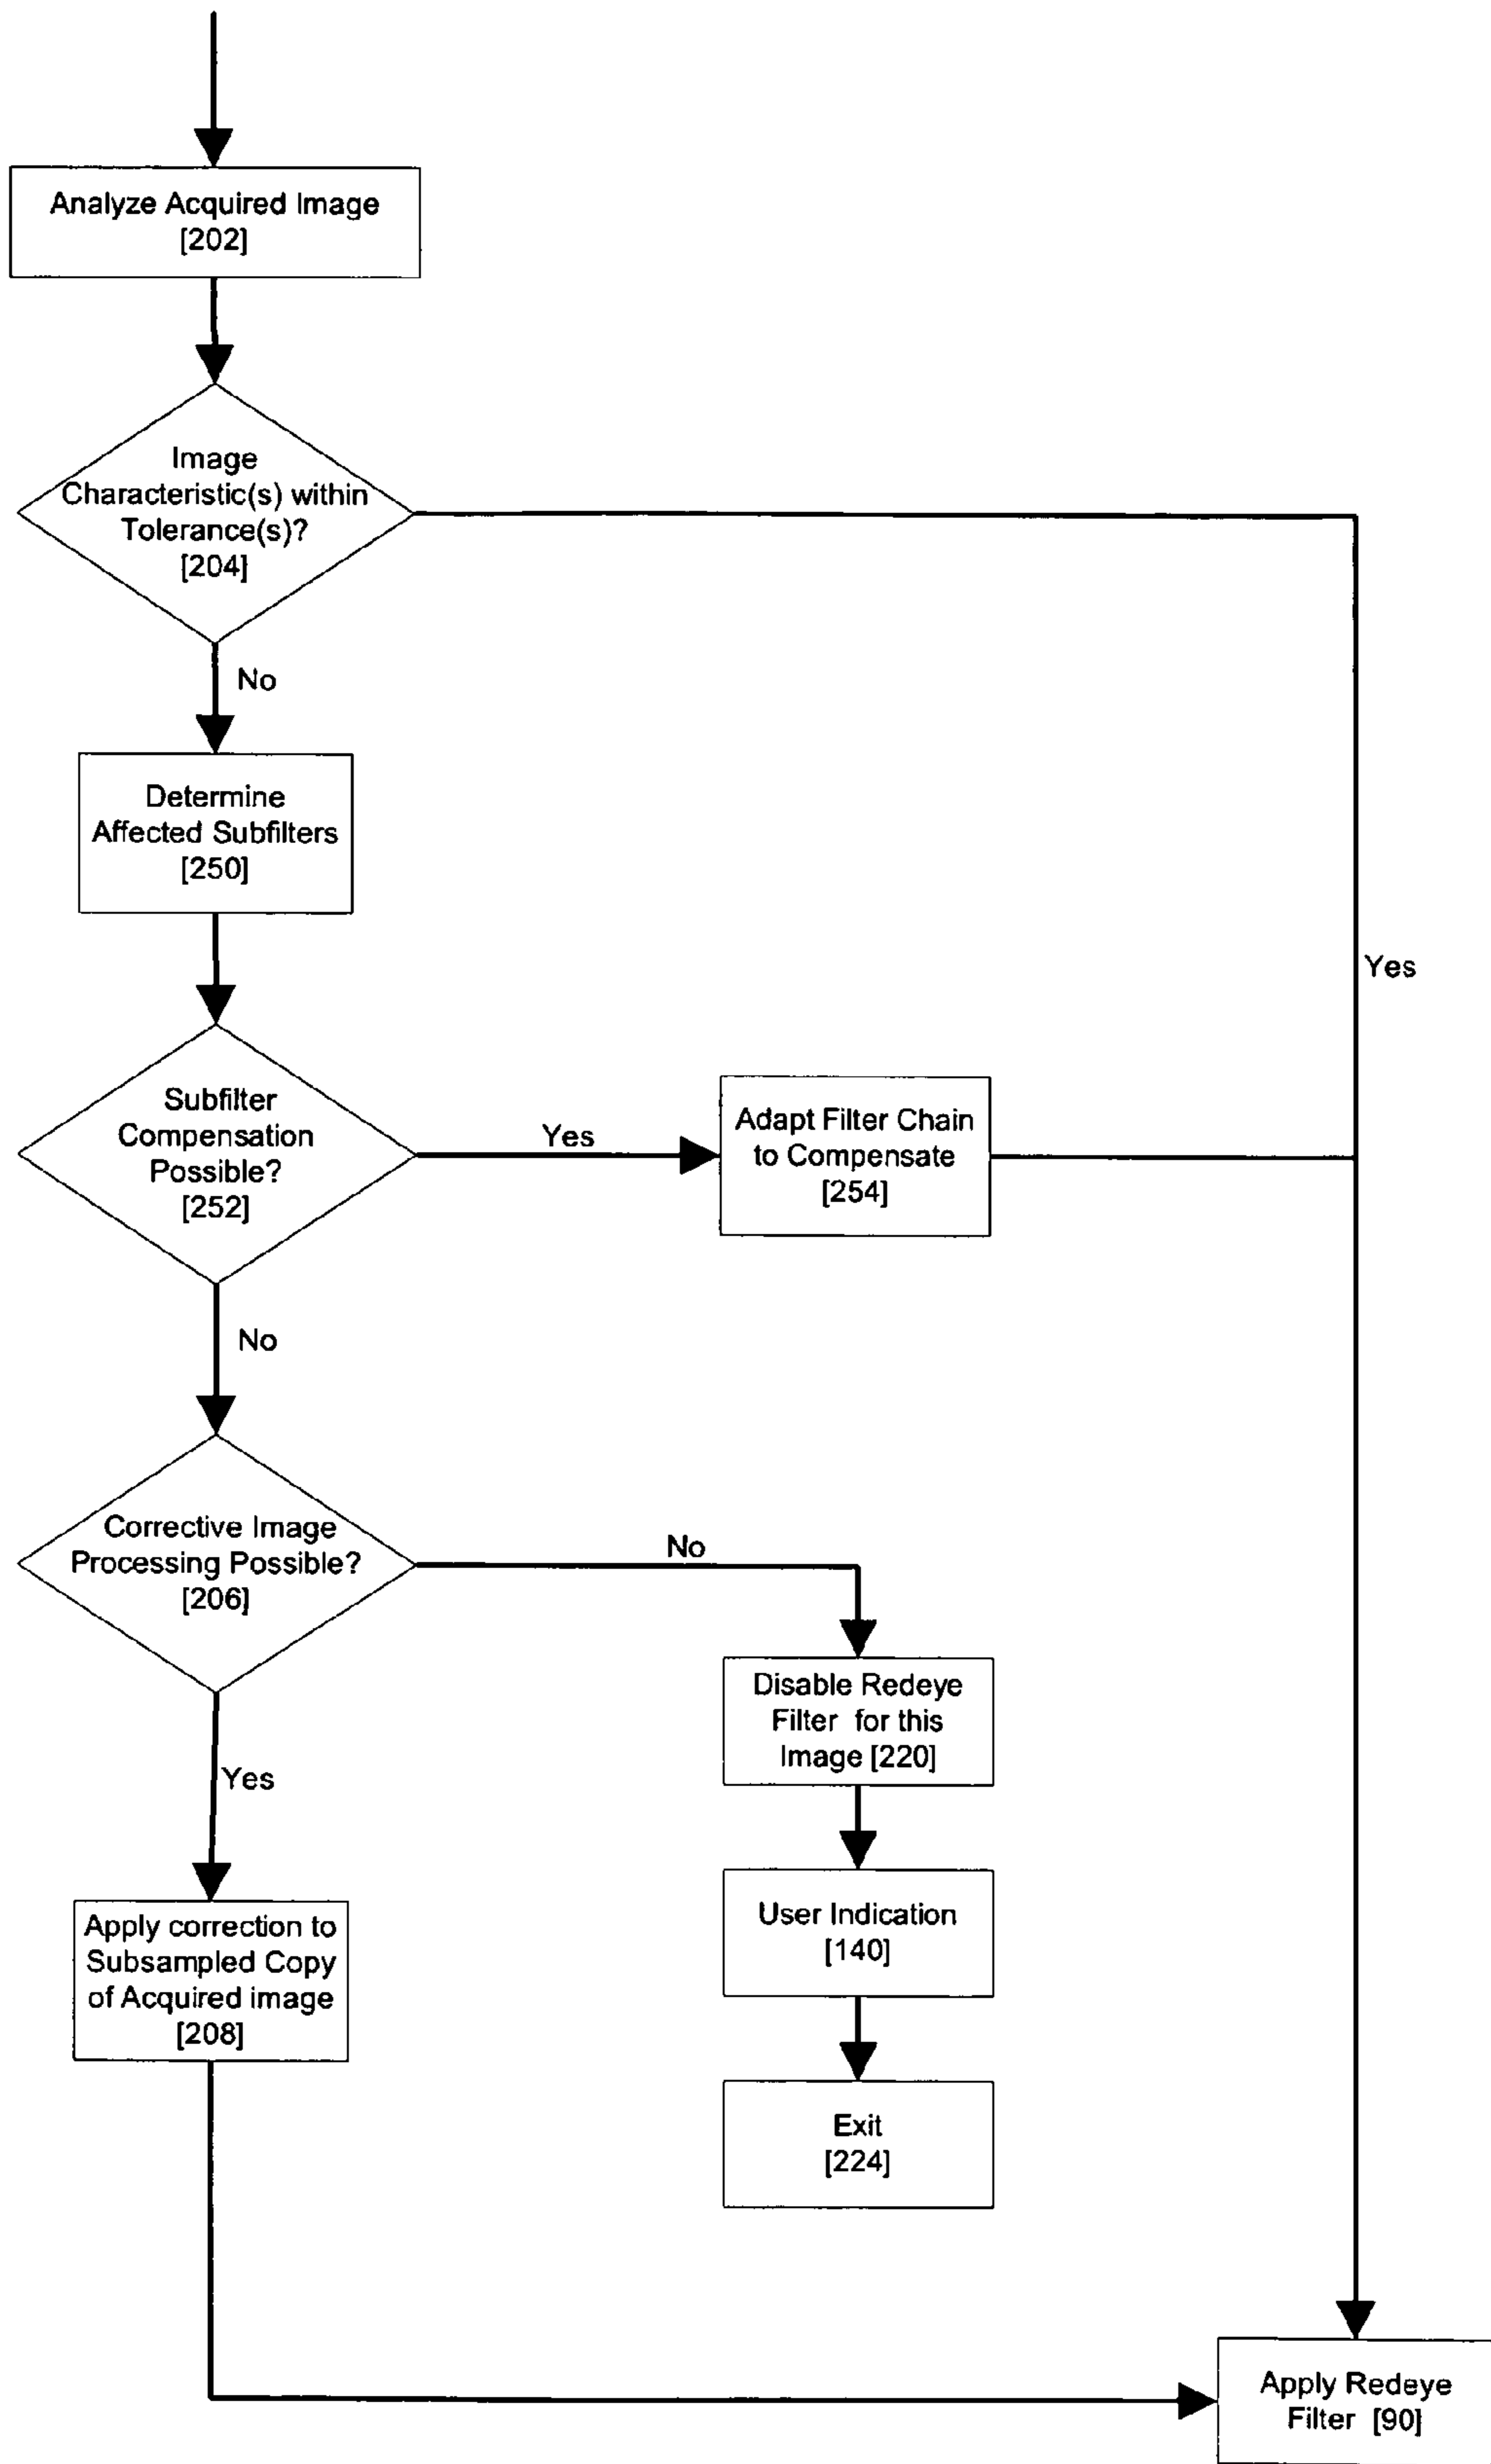 Analyze Acquired Image
[202]
Image
Characteristic(s) within
Tolerance(s)?
[204]
No
Determine
Affected Subfilters
[250]
Yes
Subfilter
Compensation
Possible?
[252]
Yes
Adapt Filter Chain
to Compensate
[254]
No
Corrective Image
Processing Possible?
[206]
No
Disable Redeye
Filter for this
Image [220]
Yes
User Indication
[140]
Apply correction to
Subsampled Copy
of Acquired image
[208]
Exit
[224]
Apply Redeye
Filter [90]